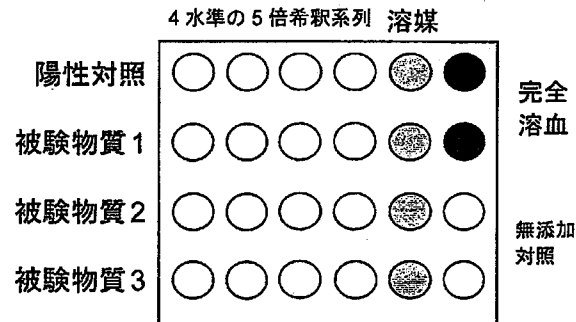 4水準の5倍希釈系列 溶媒
陽性対照
被験物質1
被験物質2
被験物質3
完全
溶血
無添加
対照